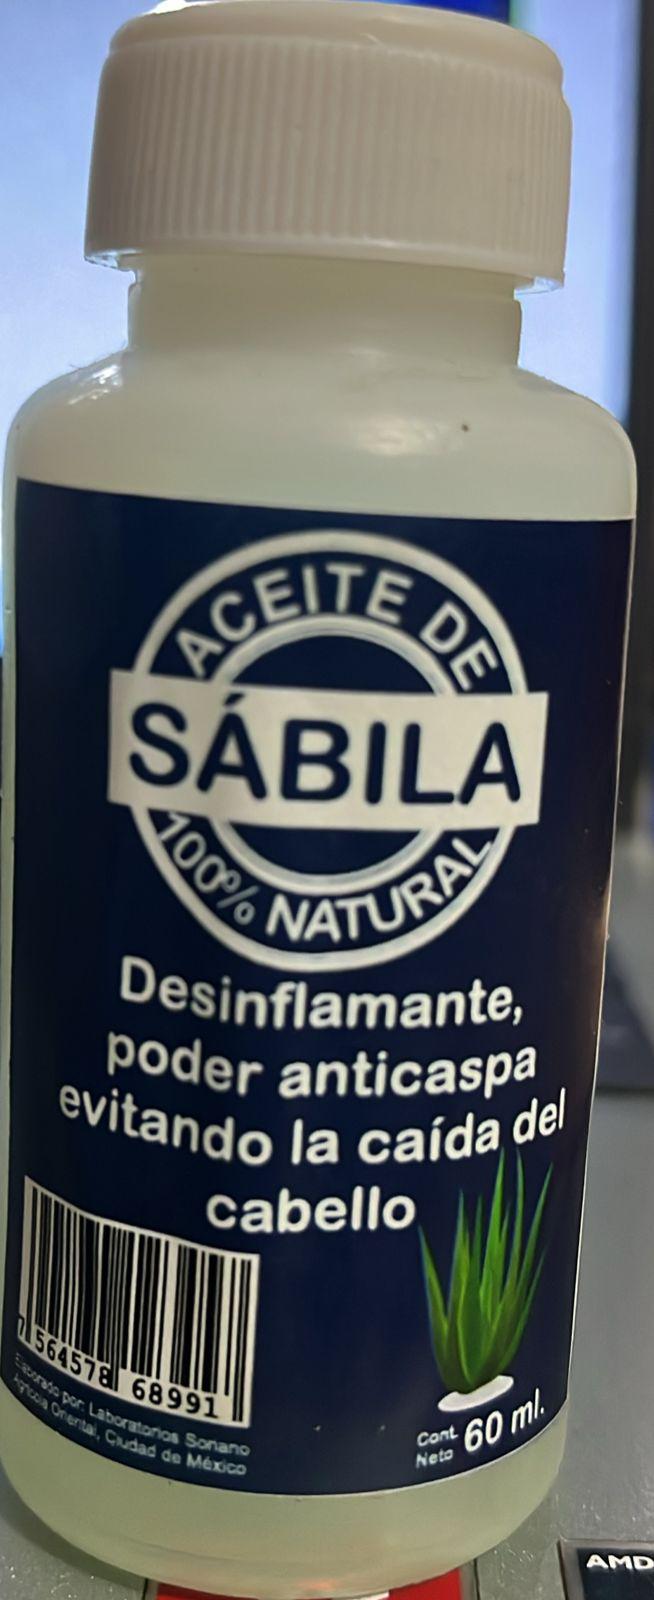 ACEITE DE
SÁBILA
100% NATURAL
Desinflamante,
poder anticaspa
evitando la caída del
cabello
7 564578 68991
Elaborado por: Laboratorios Soriano
Agrícola Oriental, Ciudad de México
Cont.
Neto 60 ml.
AMD